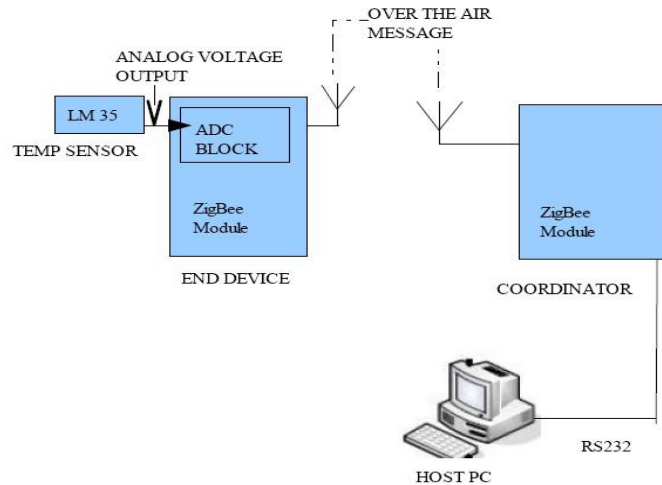 OVER THE AIR
MESSAGE
ANALOG VOLTAGE
OUTPUT
LM 35
TEMP SENSOR
ADC
BLOCK
ZigBee
Module
END DEVICE
ZigBee
Module
COORDINATOR
RS232
HOST PC